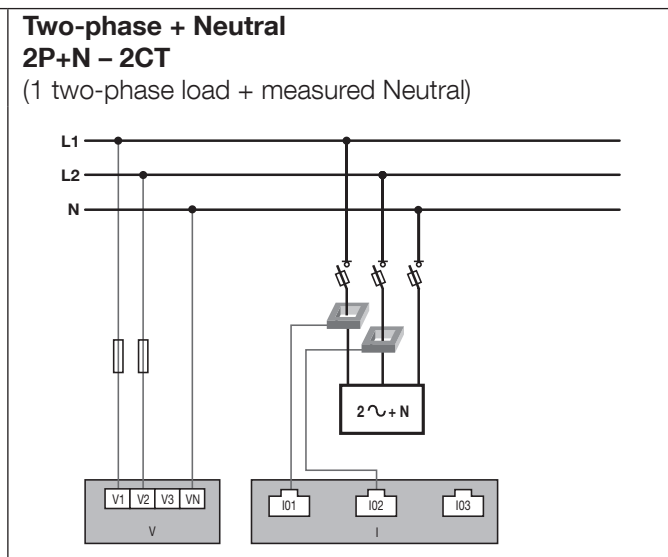 Two-phase + Neutral
2P+N – 2CT
(1 two-phase load + measured Neutral)
L1
L2
N
2 ∿ + N
V1 V2 V3 VN
V
I01 I02 I03
I